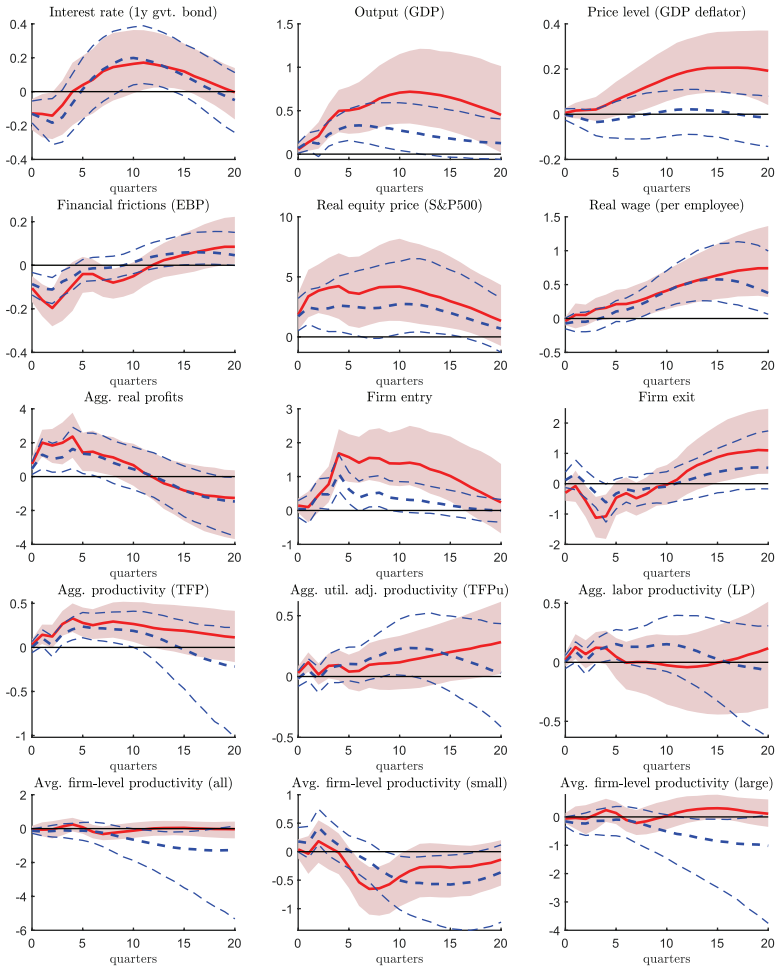 Interest rate (1y gvt. bond)
0.4
0.2
0
-0.2
-0.4
0 5 10 15 20
quarters
Output (GDP)
1.5
1
0.5
0
0 5 10 15 20
quarters
Price level (GDP deflator)
0.4
0.2
0
-0.2
0 5 10 15 20
quarters
Financial frictions (EBP)
0.2
0
-0.2
-0.4
0 5 10 15 20
quarters
Real equity price (S&P500)
10
5
0
0 5 10 15 20
quarters
Real wage (per employee)
1.5
1
0.5
0
-0.5
0 5 10 15 20
quarters
Agg. real profits
4
2
0
-2
-4
0 5 10 15 20
quarters
Firm entry
3
2
1
0
-1
0 5 10 15 20
quarters
Firm exit
2
1
0
-1
-2
0 5 10 15 20
quarters
Agg. productivity (TFP)
0.5
0
-0.5
-1
0 5 10 15 20
quarters
Agg. util. adj. productivity (TFPu)
0.5
0
-0.5
0 5 10 15 20
quarters
Agg. labor productivity (LP)
0.5
0
-0.5
0 5 10 15 20
quarters
Avg. firm-level productivity (all)
2
0
-2
-4
-6
0 5 10 15 20
quarters
Avg. firm-level productivity (small)
1
0.5
0
-0.5
-1
0 5 10 15 20
quarters
Avg. firm-level productivity (large)
1
0
-1
-2
-3
-4
0 5 10 15 20
quarters